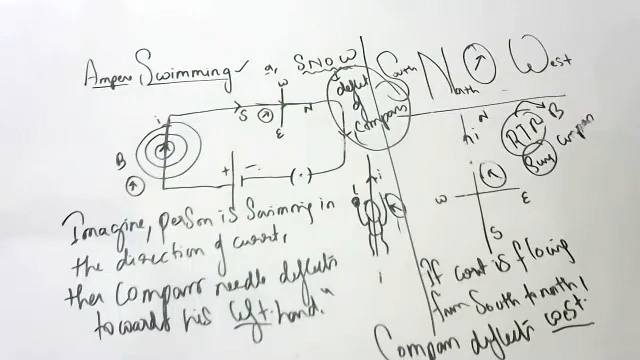 Ampere Swimming
a, SNOW
South North O West
deflect
of
compass
i
S
N
W
E
B
+
-
(·)
N
i
RTN
B
W
E
S
i
i
Imagine, person is Swimming in
the direction of current,
then Compass needle deflects
towards his left hand."
If current is flowing
from South to north,
Compass deflects west.